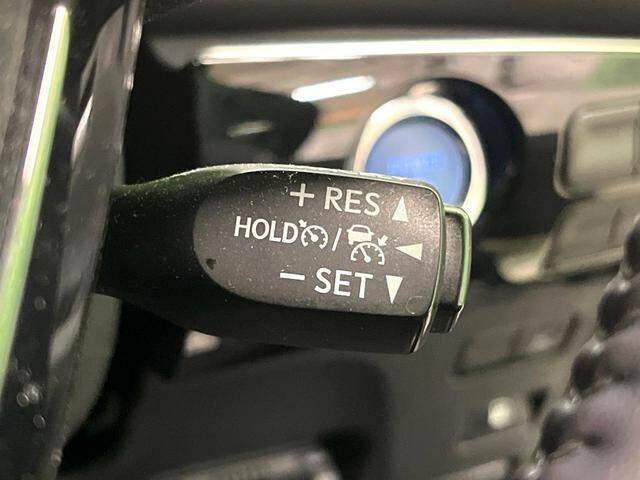 + RES
HOLD /
− SET